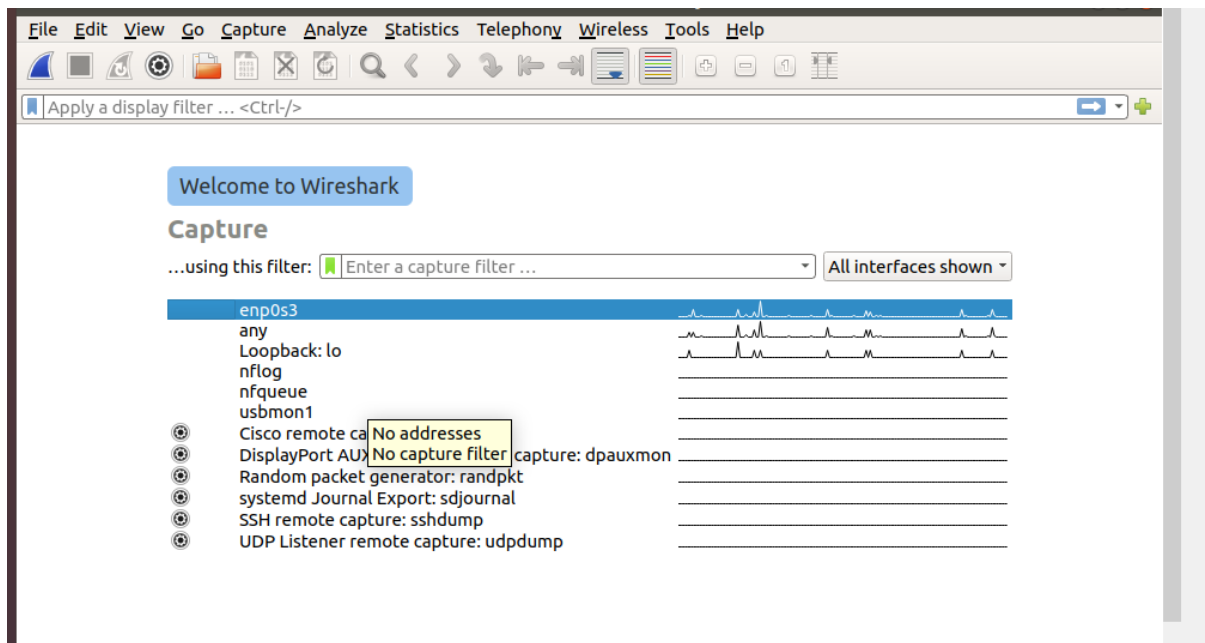 File Edit View Go Capture Analyze Statistics Telephony Wireless Tools Help
Apply a display filter … <Ctrl-/>
Welcome to Wireshark
Capture
…using this filter: Enter a capture filter … All interfaces shown
enp0s3
any
Loopback: lo
nflog
nfqueue
usbmon1
Cisco remote ca
No addresses
DisplayPort AUX capture: dpauxmon
No capture filter
Random packet generator: randpkt
systemd Journal Export: sdjournal
SSH remote capture: sshdump
UDP Listener remote capture: udpdump